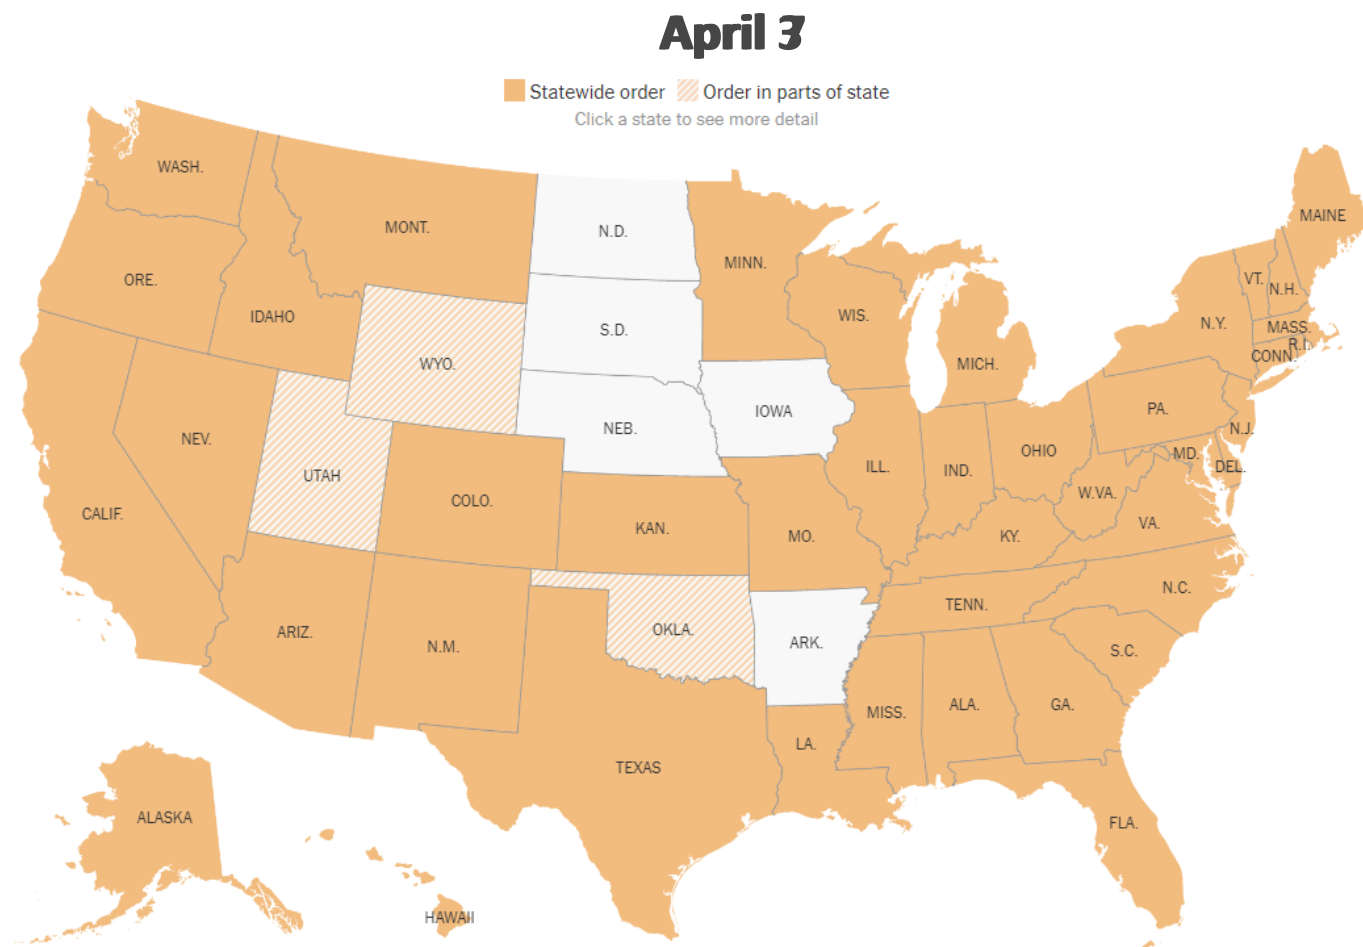 April 3
Statewide order Order in parts of state
Click a state to see more detail
WASH.
MONT.
N.D.
MINN.
MAINE
ORE.
IDAHO
VT.
N.H.
S.D.
WIS.
N.Y.
MASS.
R.I.
CONN.
WYO.
MICH.
IOWA
PA.
NEB.
N.J.
NEV.
OHIO
MD.
UTAH
ILL.
IND.
DEL.
COLO.
W.VA.
CALIF.
KAN.
MO.
KY.
VA.
N.C.
TENN.
ARIZ.
N.M.
OKLA.
ARK.
S.C.
MISS.
ALA.
GA.
LA.
TEXAS
ALASKA
FLA.
HAWAII